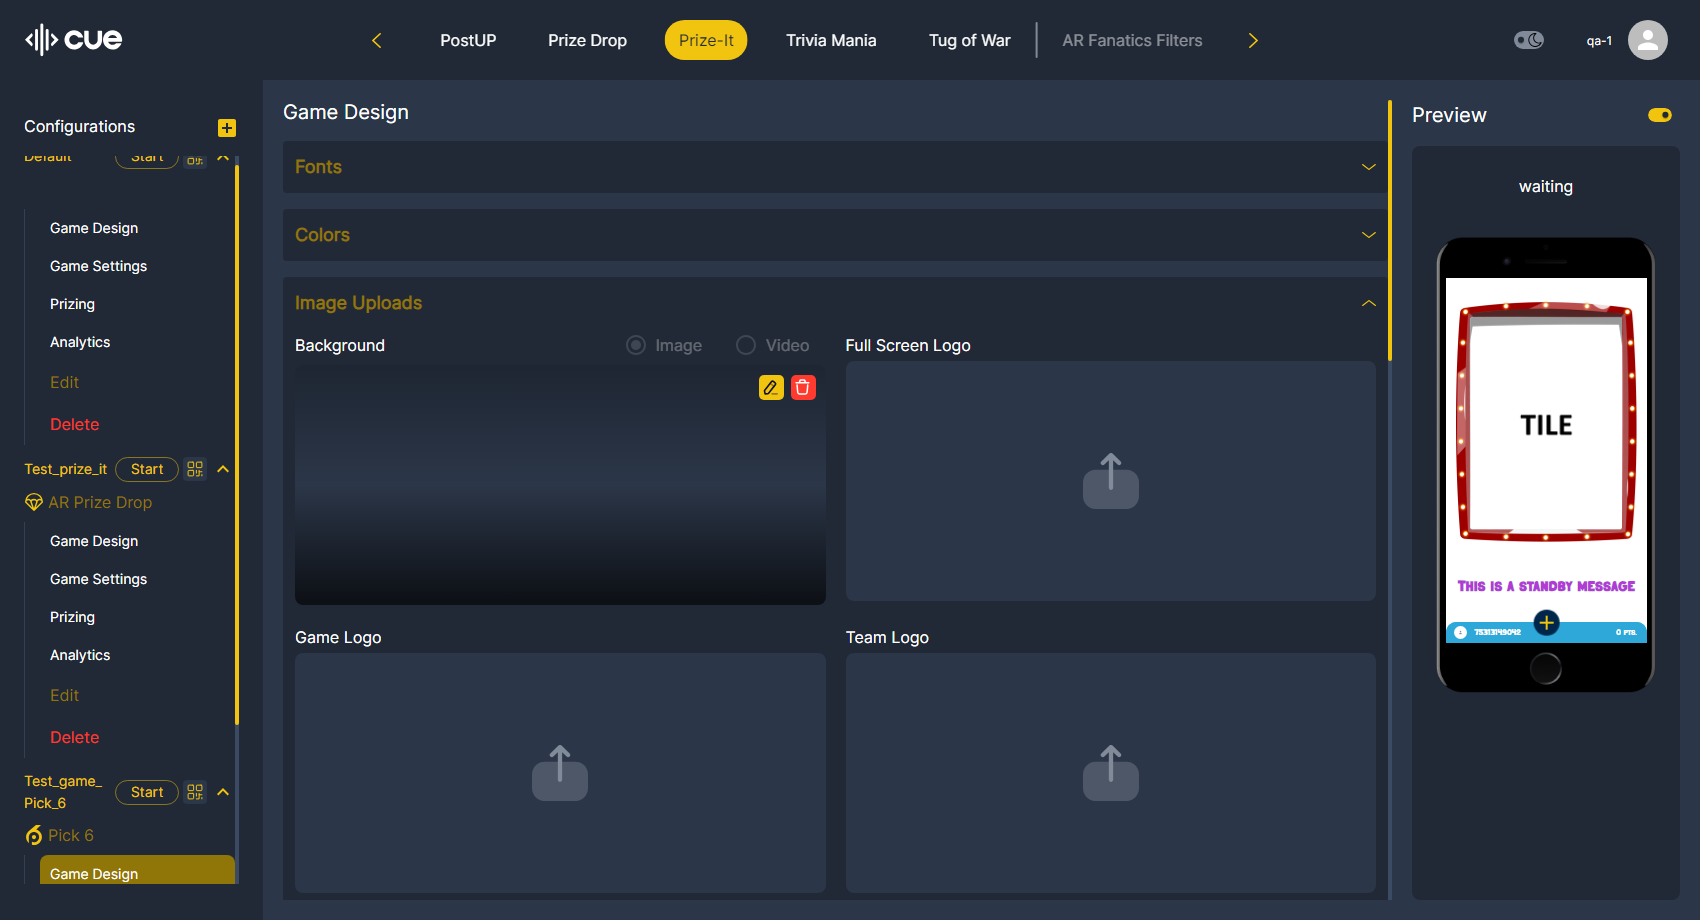 cue
PostUP
Prize Drop
Prize-It
Trivia Mania
Tug of War
AR Fanatics Filters
qa-1
Configurations
Default
Start
Game Design
Game Settings
Prizing
Analytics
Edit
Delete
Test_prize_it
Start
AR Prize Drop
Game Design
Game Settings
Prizing
Analytics
Edit
Delete
Test_game_
Pick_6
Start
Pick 6
Game Design
Game Design
Fonts
Colors
Image Uploads
Background
Image
Video
Full Screen Logo
Game Logo
Team Logo
Preview
waiting
TILE
This is a standby message
75313149042
0 PTS.